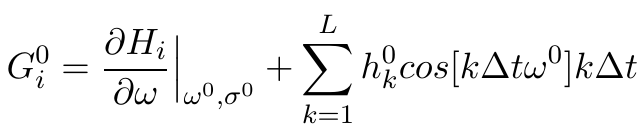 G_i^0 = \frac{\partial H_i}{\partial \omega}\Big|_{\omega^0, \sigma^0} + \sum_{k=1}^{L} h_k^0 cos[k\Delta t\omega^0]k\Delta t